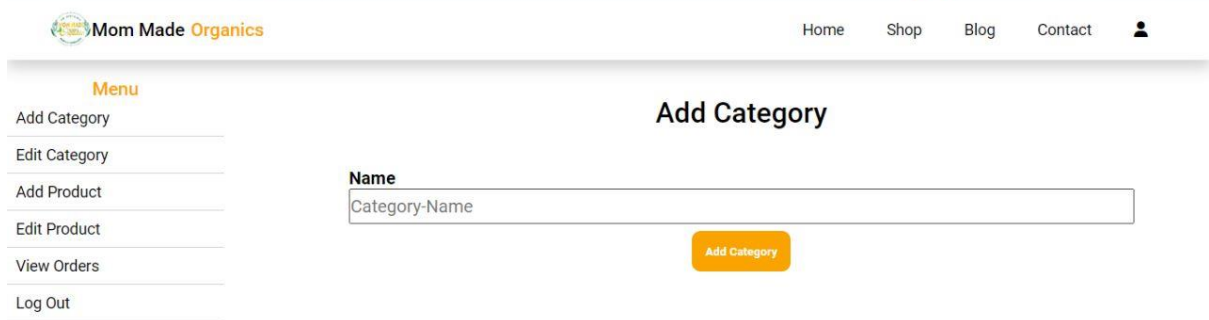 Mom Made Organics
Home Shop Blog Contact
Menu
Add Category
Edit Category
Add Product
Edit Product
View Orders
Log Out
Add Category
Name
Category-Name
Add Category